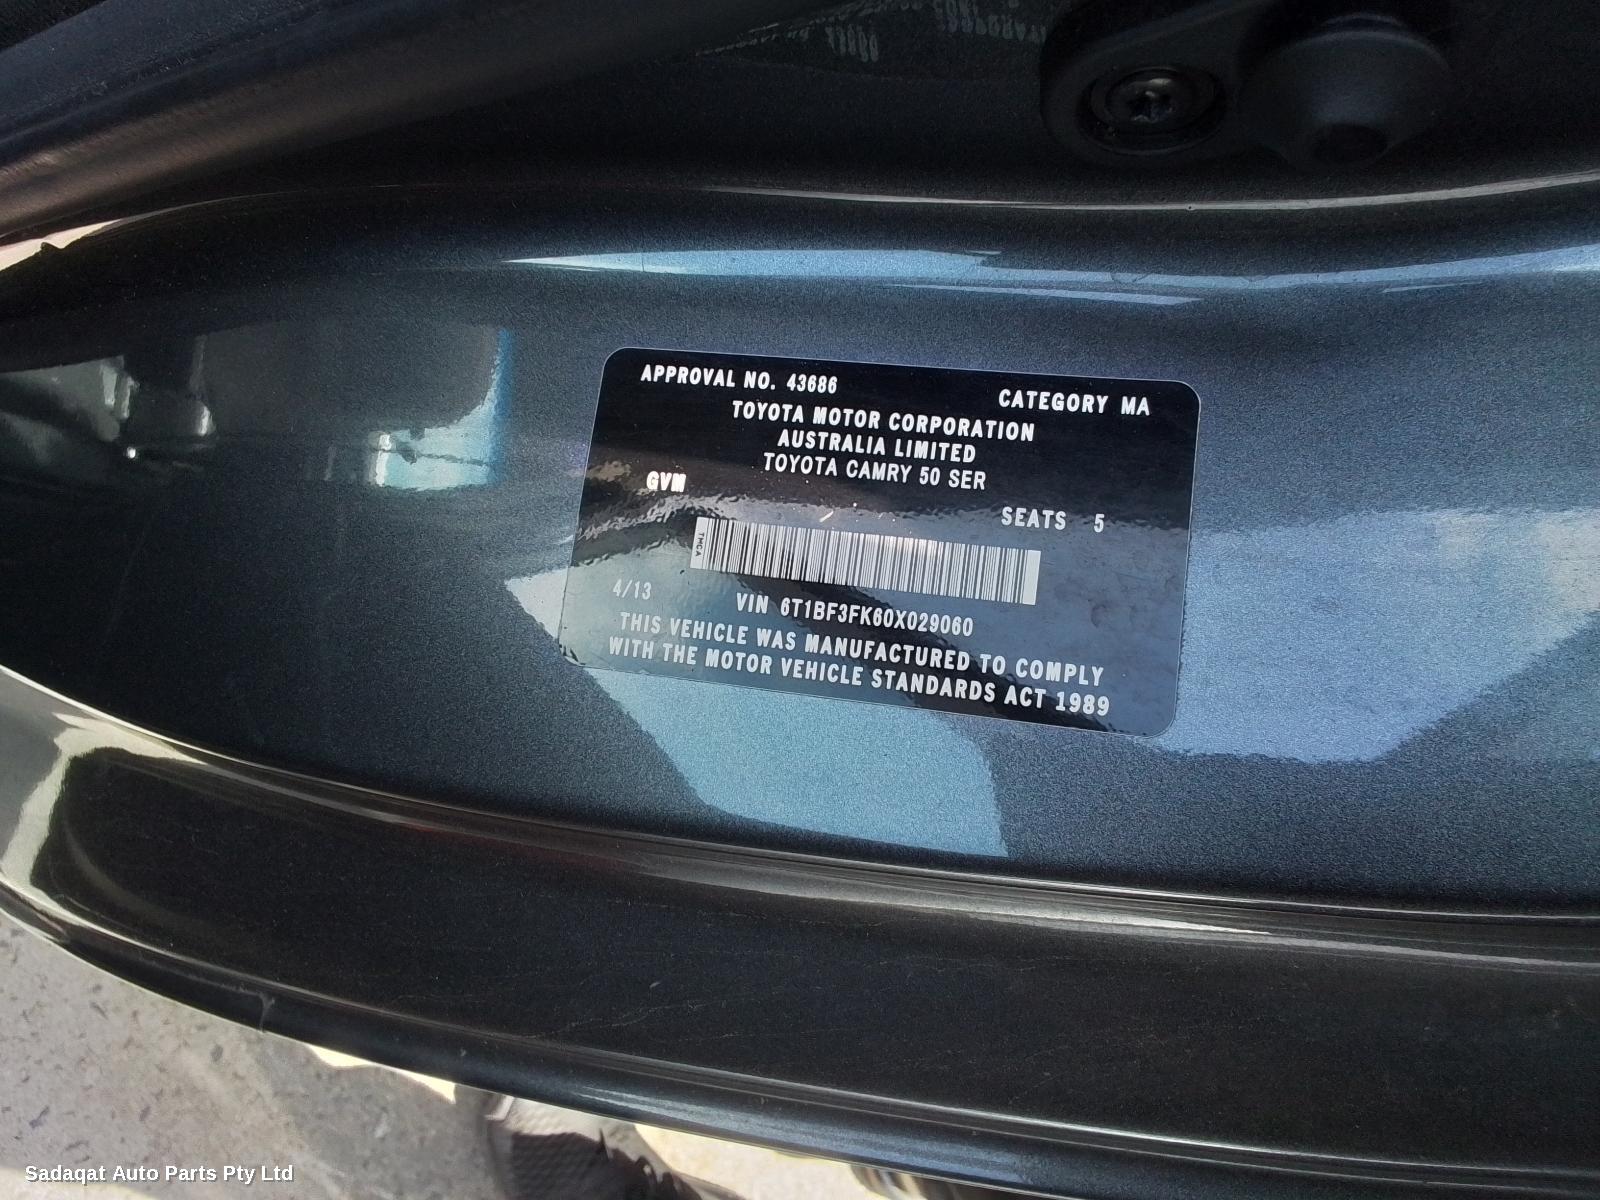 APPROVAL NO. 43686
CATEGORY MA
TOYOTA MOTOR CORPORATION
AUSTRALIA LIMITED
TOYOTA CAMRY 50 SER
GVM
SEATS 5
TMCA
4/13
VIN 6T1BF3FK60X029060
THIS VEHICLE WAS MANUFACTURED TO COMPLY
WITH THE MOTOR VEHICLE STANDARDS ACT 1989
Sadaqat Auto Parts Pty Ltd